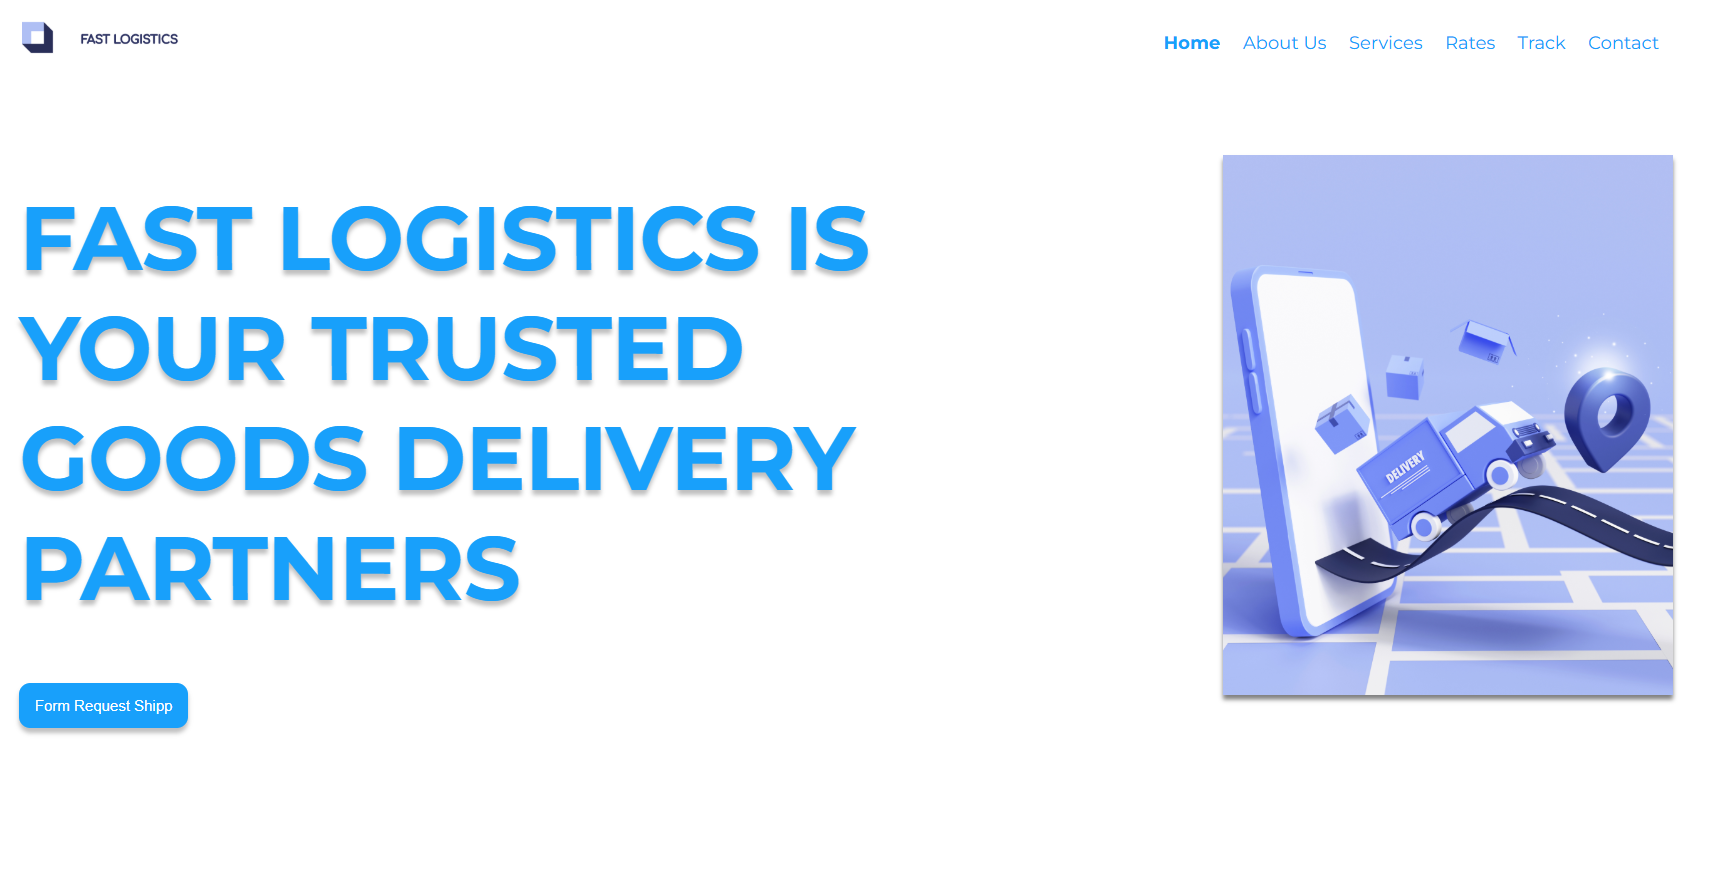 FAST LOGISTICS
Home About Us Services Rates Track Contact
FAST LOGISTICS IS
YOUR TRUSTED
GOODS DELIVERY
PARTNERS
DELIVERY
Form Request Shipp